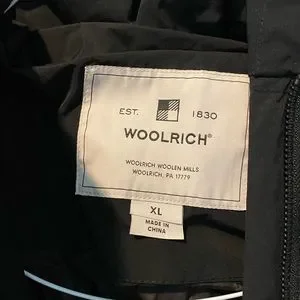 EST. 1830
WOOLRICH®
WOOLRICH WOOLEN MILLS
WOOLRICH, PA 17779
XL
MADE IN
CHINA